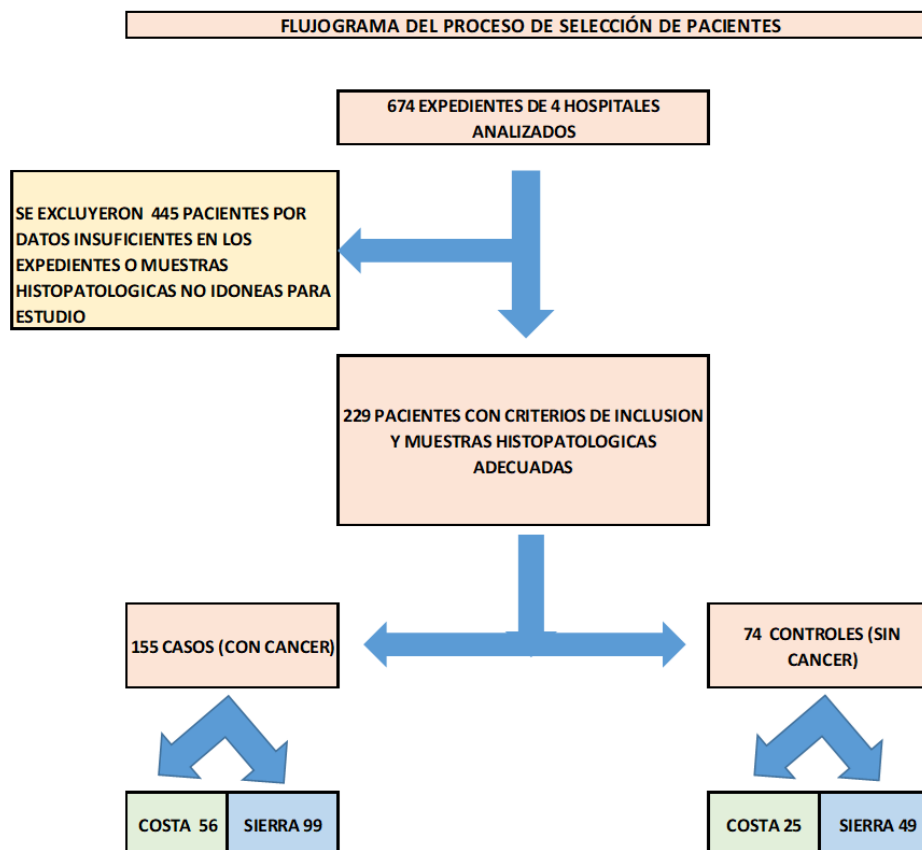 FLUJOGRAMA DEL PROCESO DE SELECCIÓN DE PACIENTES
674 EXPEDIENTES DE 4 HOSPITALES
ANALIZADOS
SE EXCLUYERON 445 PACIENTES POR
DATOS INSUFICIENTES EN LOS
EXPEDIENTES O MUESTRAS
HISTOPATOLOGICAS NO IDONEAS PARA
ESTUDIO
229 PACIENTES CON CRITERIOS DE INCLUSION
Y MUESTRAS HISTOPATOLOGICAS
ADECUADAS
155 CASOS (CON CANCER)
74 CONTROLES (SIN
CANCER)
COSTA 56
SIERRA 99
COSTA 25
SIERRA 49